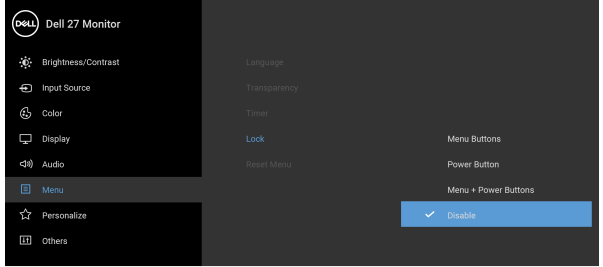 DELL
Dell 27 Monitor
Brightness/Contrast
Input Source
Color
Display
Audio
Menu
Personalize
Others
Language
Transparency
Timer
Lock
Reset Menu
Menu Buttons
Power Button
Menu + Power Buttons
Disable